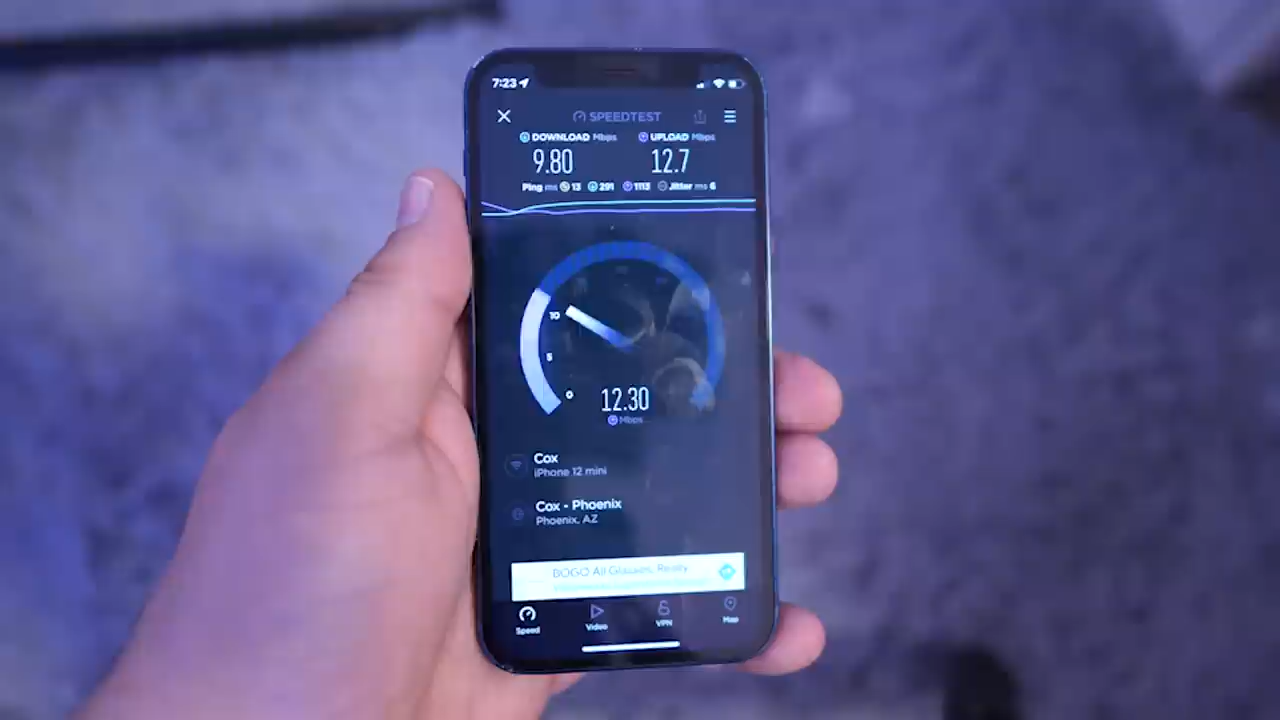 7:23
SPEEDTEST
DOWNLOAD Mbps UPLOAD Mbps
9.80 12.7
Ping ms 13 291 1113 Jitter ms 6
10
5
0
12.30
Mbps
Cox
iPhone 12 mini
Cox - Phoenix
Phoenix, AZ
BOGO All Glasses. Ready
Speed Video VPN Map